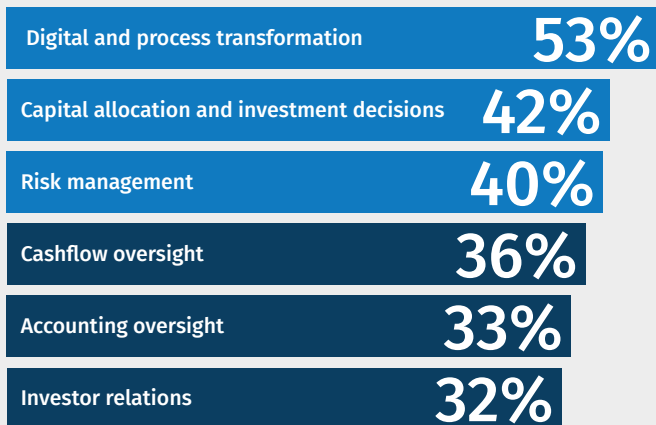 Digital and process transformation 53%
Capital allocation and investment decisions 42%
Risk management 40%
Cashflow oversight 36%
Accounting oversight 33%
Investor relations 32%